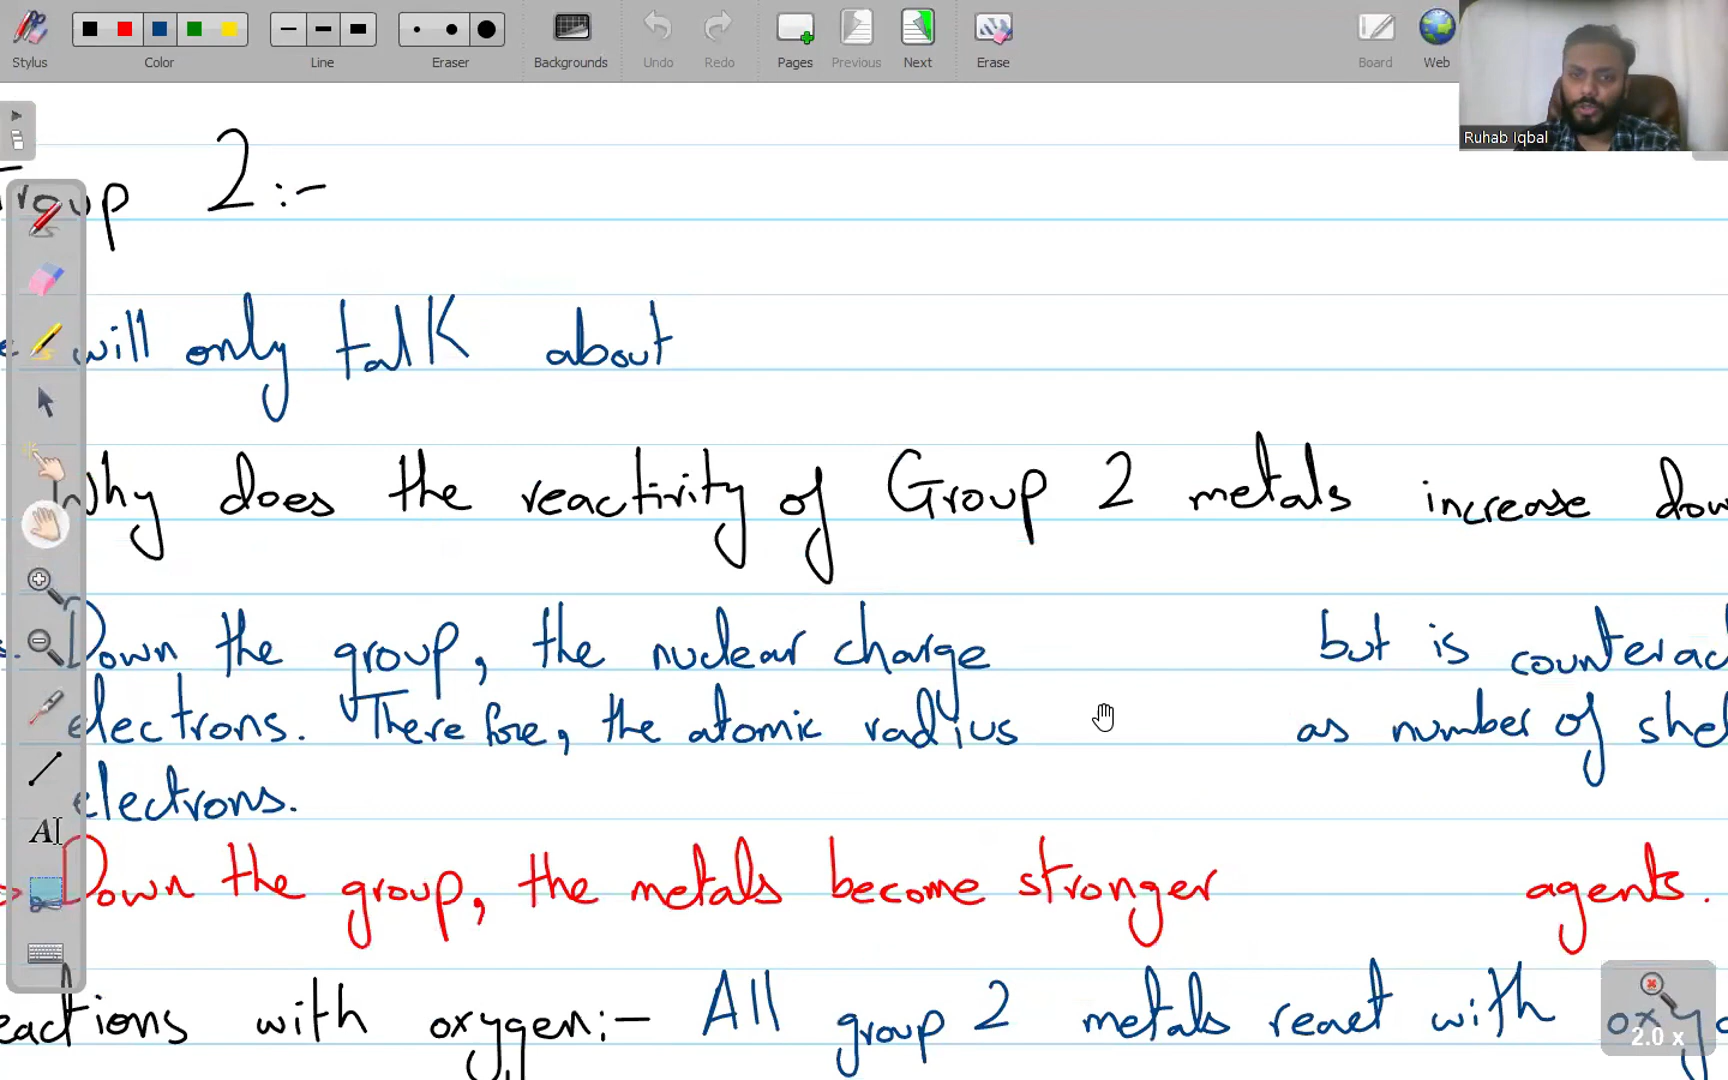 Stylus Color Line Eraser Backgrounds Undo Redo Pages Previous Next Erase Board Web
Ruhab Iqbal
roup 2:-
will only talk about
Why does the reactivity of Group 2 metals increase dow
Down the group, the nuclear charge but is counterac
electrons. Therefore, the atomic radius as number of shel
electrons.
Down the group, the metals become stronger agents.
eactions with oxygen:- All group 2 metals react with oxyg
2.0 x